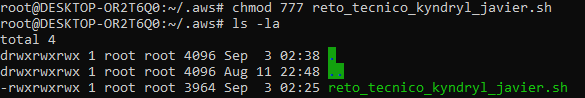 root@DESKTOP-OR2T6Q0:~/.aws# chmod 777 reto_tecnico_kyndryl_javier.sh
root@DESKTOP-OR2T6Q0:~/.aws# ls -la
total 4
drwxrwxrwx 1 root root 4096 Sep  3 02:38 .
drwxrwxrwx 1 root root 4096 Aug 11 22:48 ..
-rwxrwxrwx 1 root root 3964 Sep  3 02:25 reto_tecnico_kyndryl_javier.sh